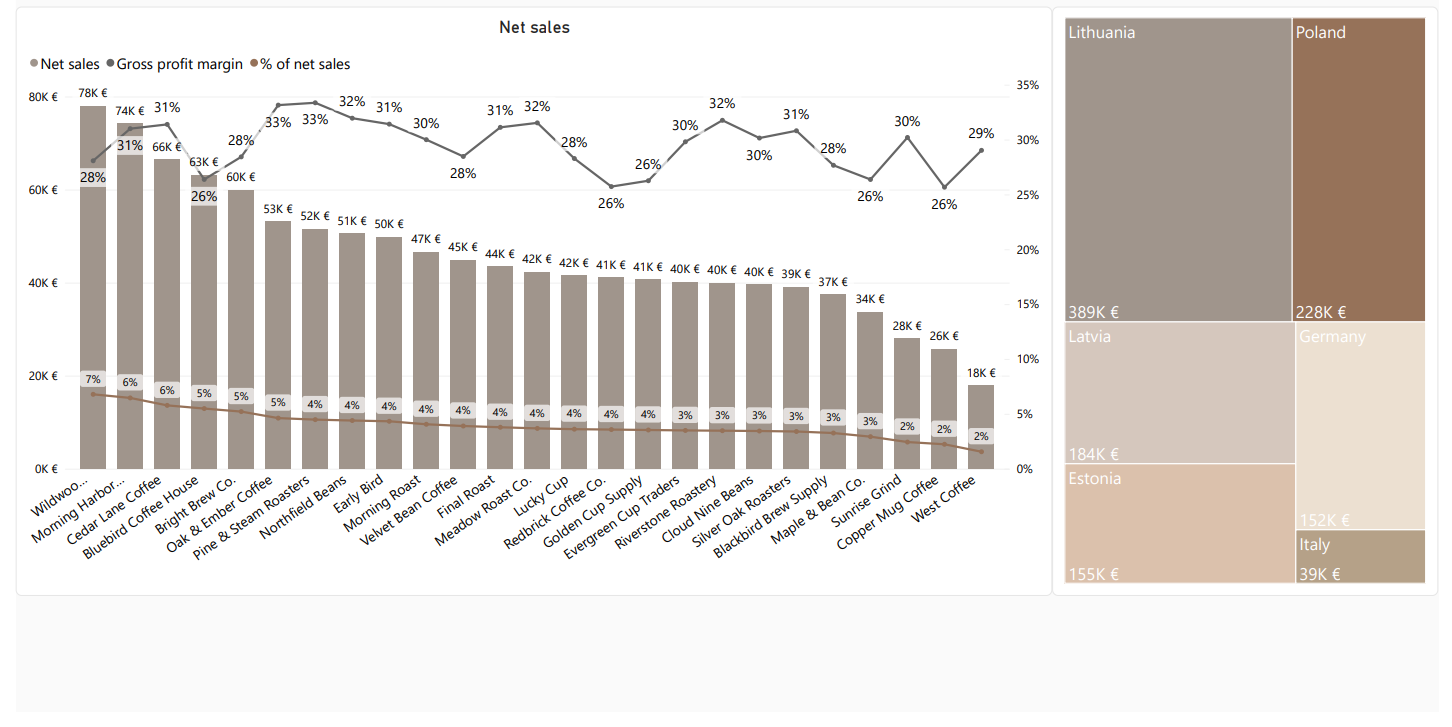 Net sales
Net sales Gross profit margin % of net sales
80K €
60K €
40K €
20K €
0K €
35%
30%
25%
20%
15%
10%
5%
0%
78K €
74K €
66K €
63K €
60K €
53K €
52K €
51K €
50K €
47K €
45K €
44K €
42K €
42K €
41K €
41K €
40K €
40K €
40K €
39K €
37K €
34K €
28K €
26K €
18K €
28%
31%
31%
26%
28%
33%
33%
32%
31%
30%
28%
31%
32%
28%
26%
26%
30%
32%
30%
31%
28%
26%
30%
26%
29%
7%
6%
6%
5%
5%
5%
4%
4%
4%
4%
4%
4%
4%
4%
4%
4%
3%
3%
3%
3%
3%
3%
2%
2%
2%
Wildwoo...
Morning Harbor...
Cedar Lane Coffee
Bluebird Coffee House
Bright Brew Co.
Oak & Ember Coffee
Pine & Steam Roasters
Northfield Beans
Early Bird
Morning Roast
Velvet Bean Coffee
Final Roast
Meadow Roast Co.
Lucky Cup
Redbrick Coffee Co.
Golden Cup Supply
Evergreen Cup Traders
Riverstone Roastery
Cloud Nine Beans
Silver Oak Roasters
Blackbird Brew Supply
Maple & Bean Co.
Sunrise Grind
Copper Mug Coffee
West Coffee
Lithuania
389K €
Poland
228K €
Latvia
184K €
Estonia
155K €
Germany
152K €
Italy
39K €